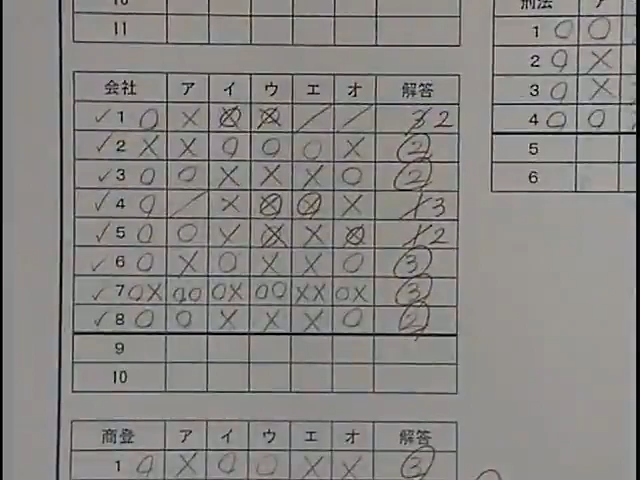 11
会社 ア イ ウ エ オ 解答
✓ 1 ○ × / / 2
✓ 2 × × ○ ○ ○ × ②
✓ 3 ○ ○ × × × ○ ②
✓ 4 ○ / × × 3
✓ 5 ○ ○ × × 2
✓ 6 ○ × ○ × × ○ ③
✓ 7 ○× ○○ ○× ○○ ×× ○× ③
✓ 8 ○ ○ × × × ○ ②
9
10
商登 ア イ ウ エ オ 解答
1 ○ × ○ ○ × × ③
刑法 ア
1 ○ ○
2 ○ ×
3 ○ ×
4 ○ ○
5
6